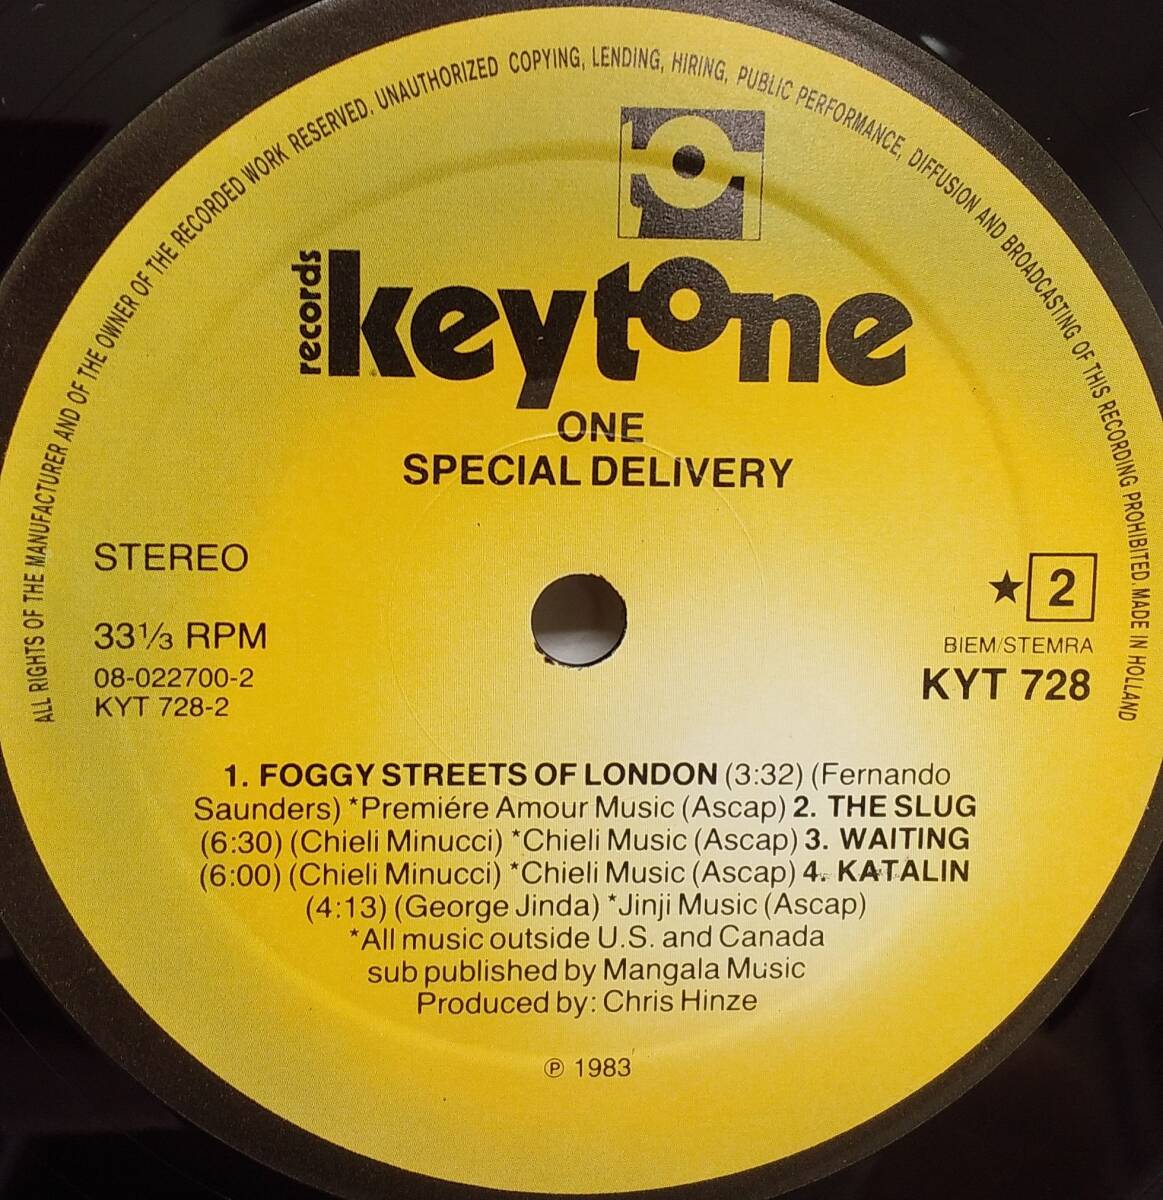 ALL RIGHTS OF THE MANUFACTURER AND OF THE OWNER OF THE RECORDED WORK RESERVED. UNAUTHORIZED COPYING, LENDING, HIRING, PUBLIC PERFORMANCE, DIFFUSION AND BROADCASTING OF THIS RECORDING PROHIBITED. MADE IN HOLLAND
records
keytone
ONE
SPECIAL DELIVERY
STEREO
33⅓ RPM
08-022700-2
KYT 728-2
★ 2
BIEM/STEMRA
KYT 728
1. FOGGY STREETS OF LONDON (3:32) (Fernando
Saunders) *Premiére Amour Music (Ascap) 2. THE SLUG
(6:30) (Chieli Minucci) *Chieli Music (Ascap) 3. WAITING
(6:00) (Chieli Minucci) *Chieli Music (Ascap) 4. KATALIN
(4:13) (George Jinda) *Jinji Music (Ascap)
*All music outside U.S. and Canada
sub published by Mangala Music
Produced by: Chris Hinze
℗ 1983